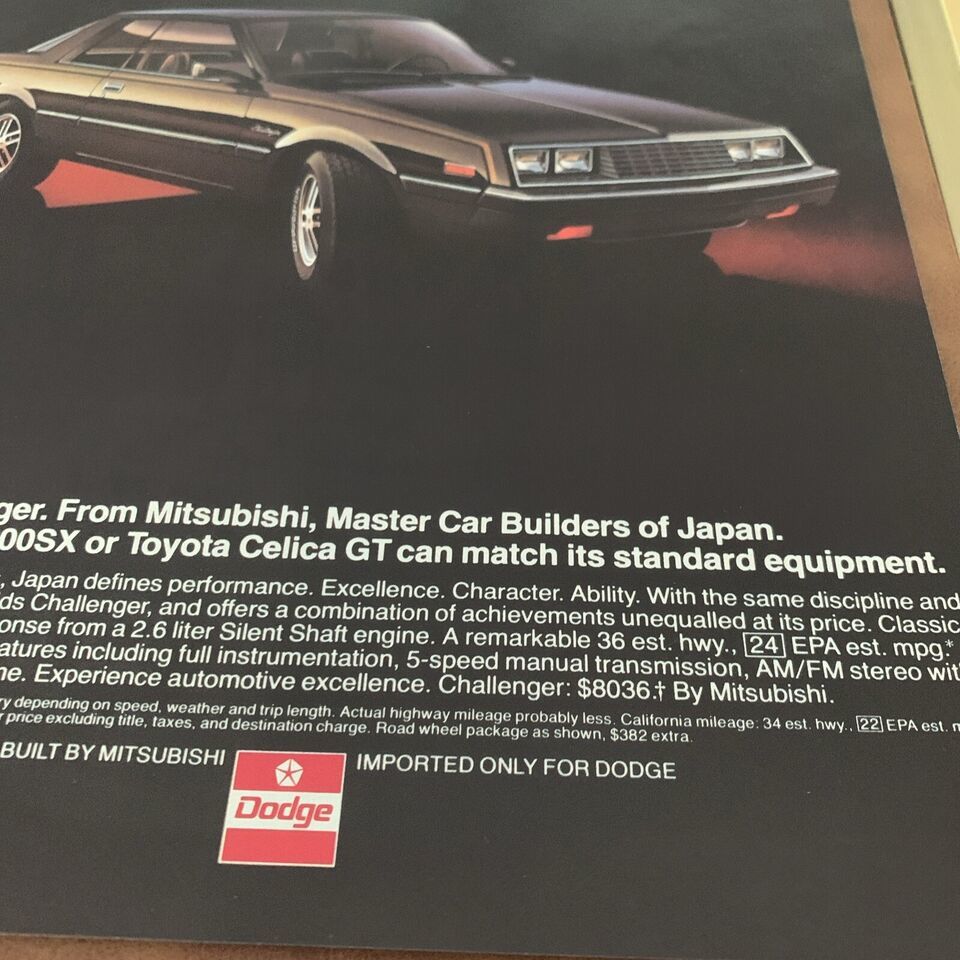 ger. From Mitsubishi, Master Car Builders of Japan.
00SX or Toyota Celica GT can match its standard equipment.
, Japan defines performance. Excellence. Character. Ability. With the same discipline and
ds Challenger, and offers a combination of achievements unequalled at its price. Classic
onse from a 2.6 liter Silent Shaft engine. A remarkable 36 est. hwy., 24 EPA est. mpg.*
atures including full instrumentation, 5-speed manual transmission, AM/FM stereo wit
ne. Experience automotive excellence. Challenger: $8036.† By Mitsubishi.
ry depending on speed, weather and trip length. Actual highway mileage probably less. California mileage: 34 est. hwy., 22 EPA est. m
r price excluding title, taxes, and destination charge. Road wheel package as shown, $382 extra.
BUILT BY MITSUBISHI
Dodge
IMPORTED ONLY FOR DODGE